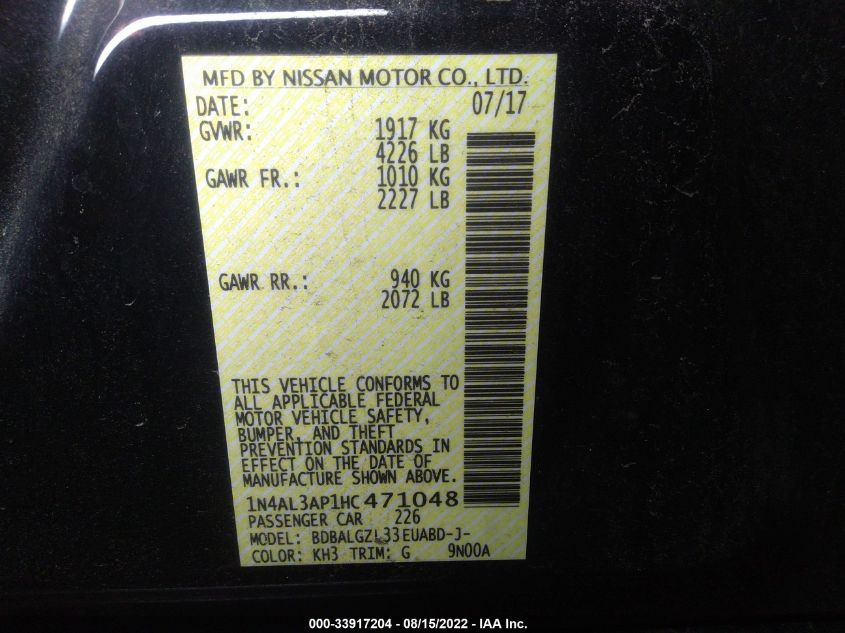 MFD BY NISSAN MOTOR CO., LTD.
DATE: 07/17
GVWR: 1917 KG
4226 LB
GAWR FR.: 1010 KG
2227 LB
GAWR RR.: 940 KG
2072 LB
THIS VEHICLE CONFORMS TO
ALL APPLICABLE FEDERAL
MOTOR VEHICLE SAFETY,
BUMPER, AND THEFT
PREVENTION STANDARDS IN
EFFECT ON THE DATE OF
MANUFACTURE SHOWN ABOVE.
1N4AL3AP1HC471048
PASSENGER CAR 226
MODEL: BDBALGZL33EUABD-J-
COLOR: KH3 TRIM: G 9N00A
000-33917204 - 08/15/2022 - IAA Inc.